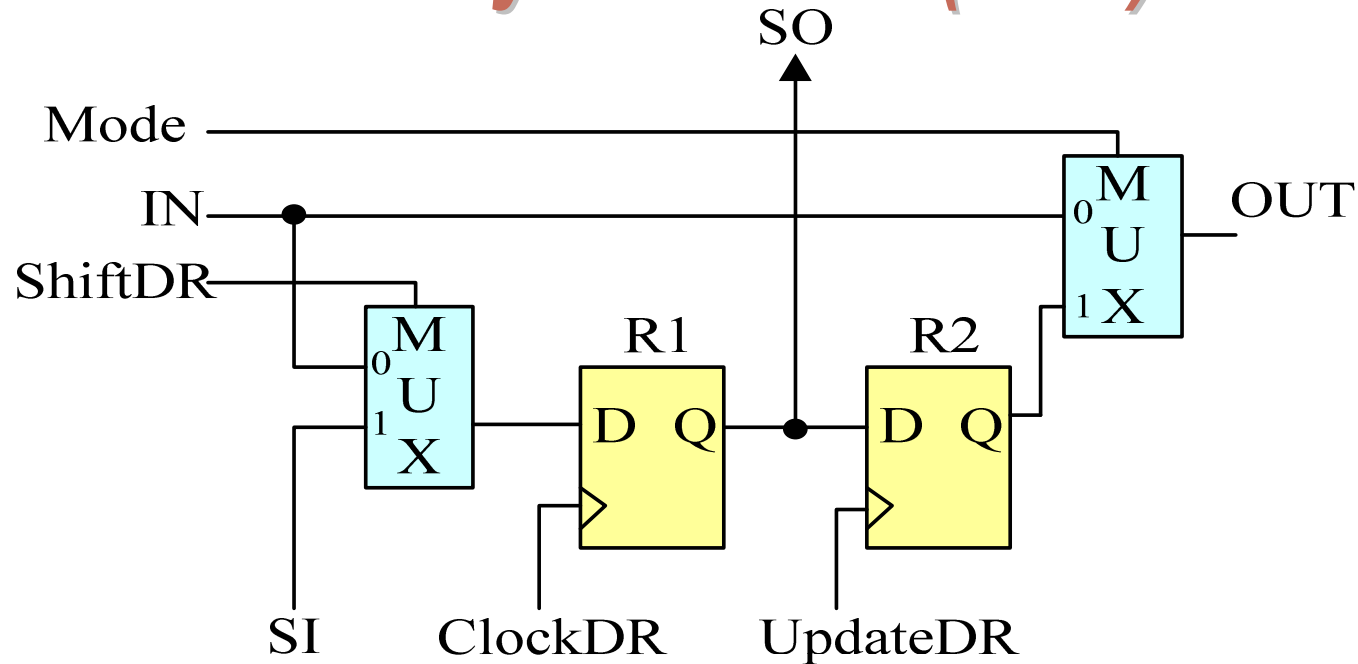 SO
Mode
IN
OUT
ShiftDR
0
M
U
X
1
0
M
U
X
1
R1
D Q
R2
D Q
SI
ClockDR
UpdateDR